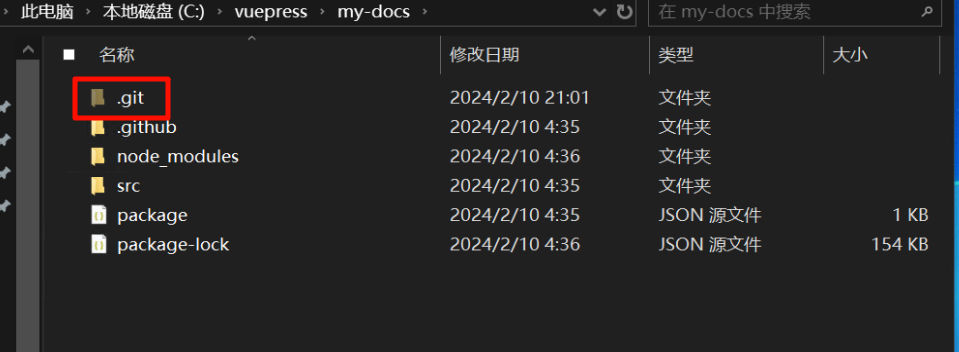 此电脑 › 本地磁盘 (C:) › vuepress › my-docs › 在 my-docs 中搜索
名称 修改日期 类型 大小
.git 2024/2/10 21:01 文件夹
.github 2024/2/10 4:35 文件夹
node_modules 2024/2/10 4:36 文件夹
src 2024/2/10 4:35 文件夹
package 2024/2/10 4:35 JSON 源文件 1 KB
package-lock 2024/2/10 4:36 JSON 源文件 154 KB